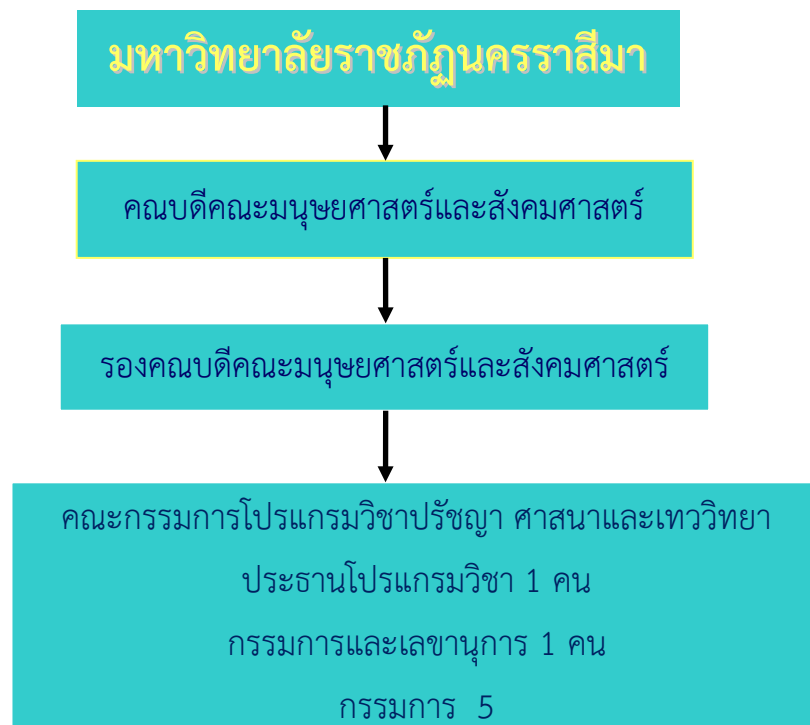 มหาวิทยาลัยราชภัฏนครราสีมา
คณบดีคณะมนุษยศาสตร์และสังคมศาสตร์
รองคณบดีคณะมนุษยศาสตร์และสังคมศาสตร์
คณะกรรมการโปรแกรมวิชาปรัชญา ศาสนาและเทววิทยา
ประธานโปรแกรมวิชา 1 คน
กรรมการและเลขานุการ 1 คน
กรรมการ 5